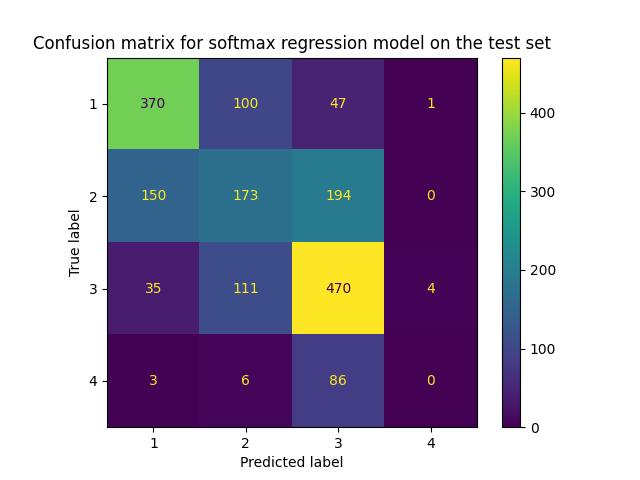 Confusion matrix for softmax regression model on the test set
1 370 100 47 1
2 150 173 194 0
3 35 111 470 4
4 3 6 86 0
1 2 3 4
Predicted label
True label
400
300
200
100
0